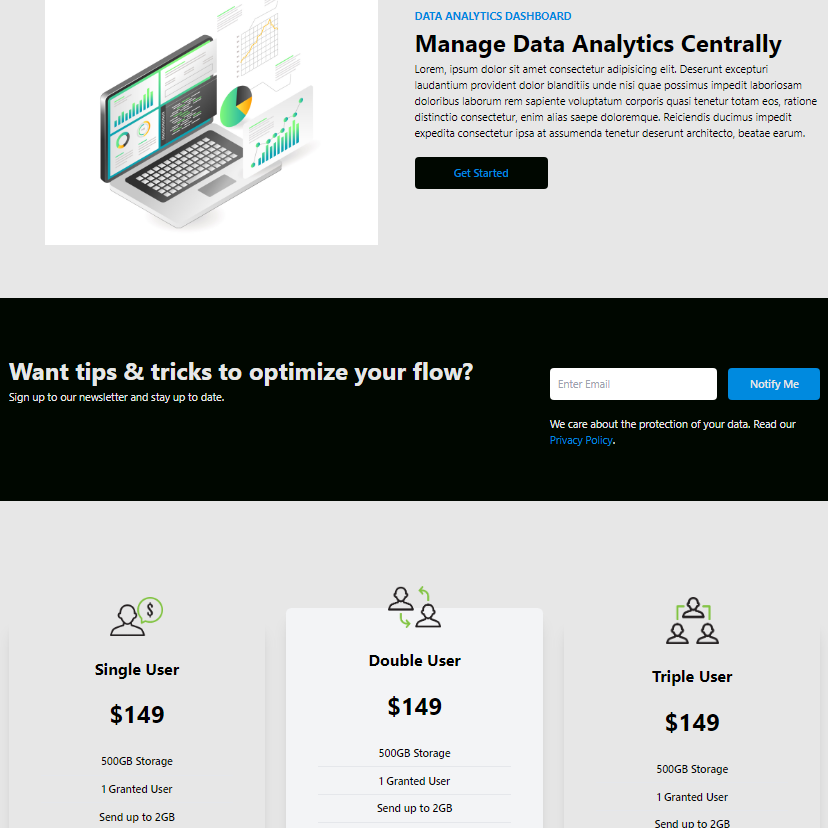 DATA ANALYTICS DASHBOARD
Manage Data Analytics Centrally
Lorem, ipsum dolor sit amet consectetur adipisicing elit. Deserunt excepturi
laudantium provident dolor blanditiis unde nisi quae possimus impedit laboriosam
doloribus laborum rem sapiente voluptatum corporis quasi tenetur totam eos, ratione
distinctio consectetur, enim alias saepe doloremque. Reiciendis ducimus impedit
expedita consectetur ipsa at assumenda tenetur deserunt architecto, beatae earum.
Get Started
Want tips & tricks to optimize your flow?
Sign up to our newsletter and stay up to date.
Enter Email
Notify Me
We care about the protection of your data. Read our
Privacy Policy.
$
Single User
$149
500GB Storage
1 Granted User
Send up to 2GB
Double User
$149
500GB Storage
1 Granted User
Send up to 2GB
Triple User
$149
500GB Storage
1 Granted User
Send up to 2GB